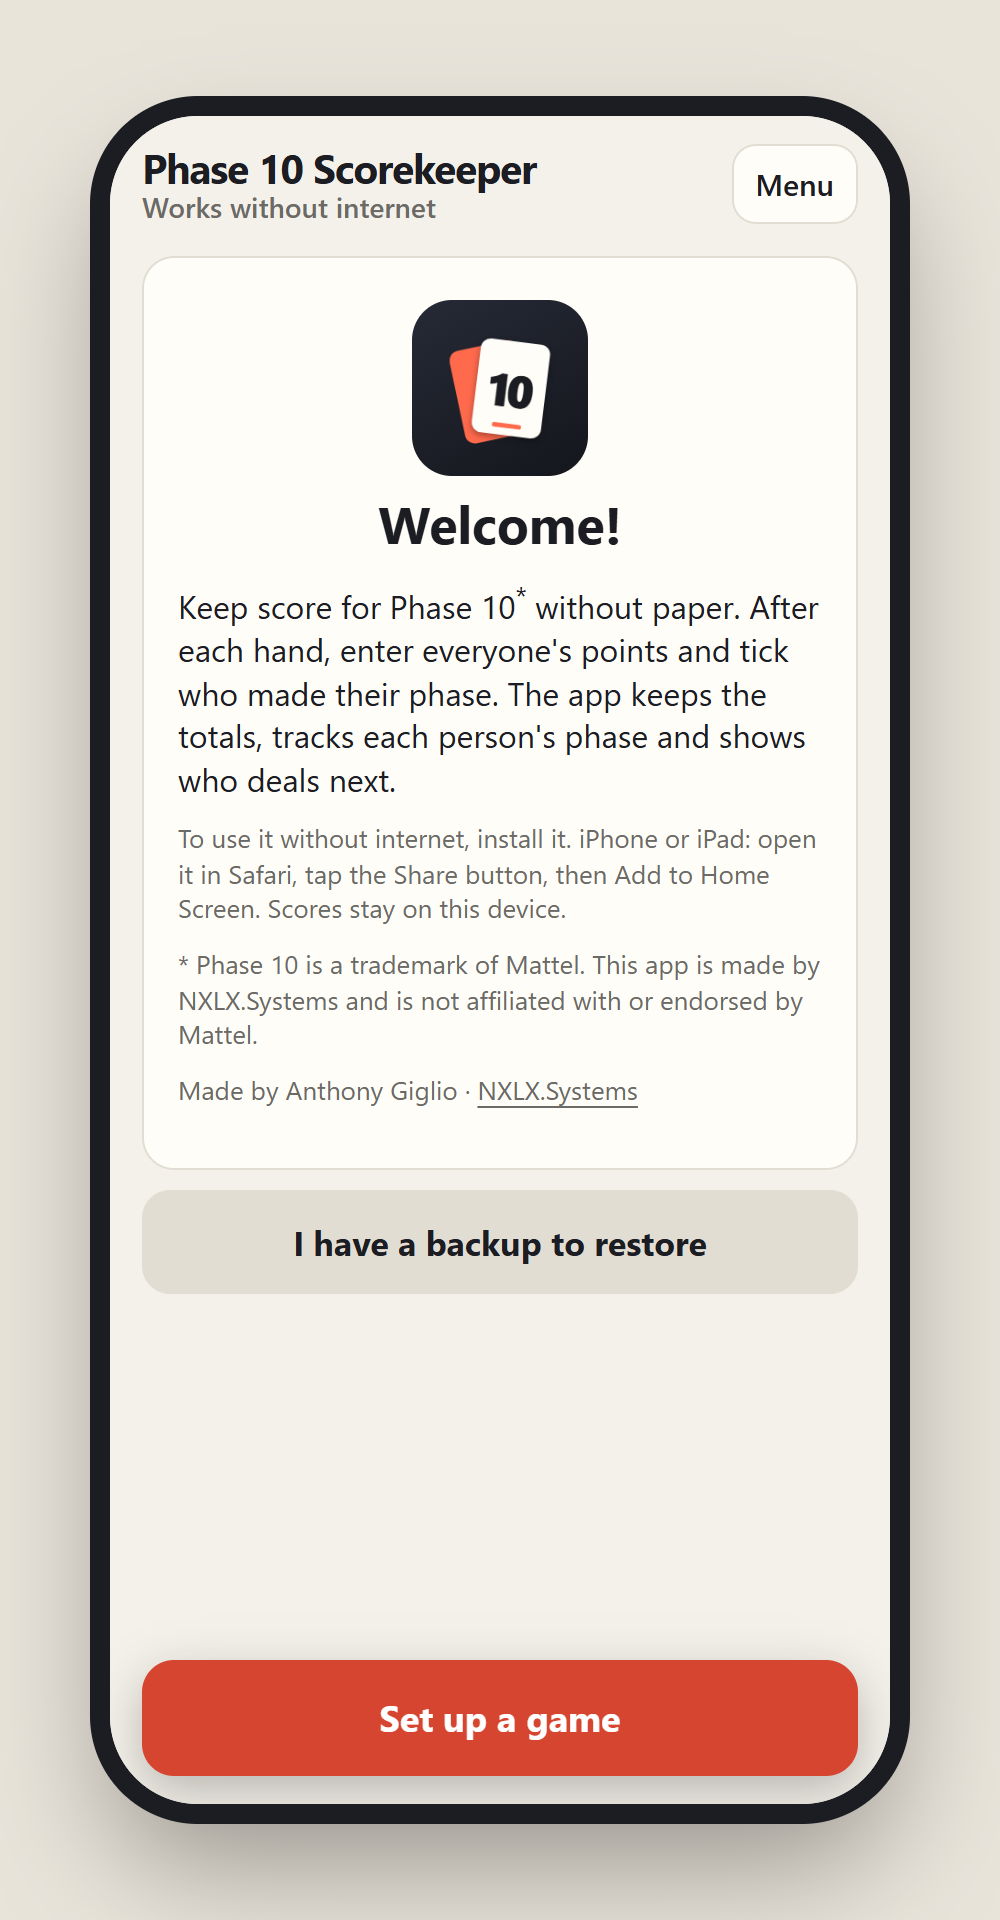 Phase 10 Scorekeeper
Works without internet
Menu
10
Welcome!
Keep score for Phase 10* without paper. After
each hand, enter everyone's points and tick
who made their phase. The app keeps the
totals, tracks each person's phase and shows
who deals next.
To use it without internet, install it. iPhone or iPad: open
it in Safari, tap the Share button, then Add to Home
Screen. Scores stay on this device.
* Phase 10 is a trademark of Mattel. This app is made by
NXLX.Systems and is not affiliated with or endorsed by
Mattel.
Made by Anthony Giglio · NXLX.Systems
I have a backup to restore
Set up a game